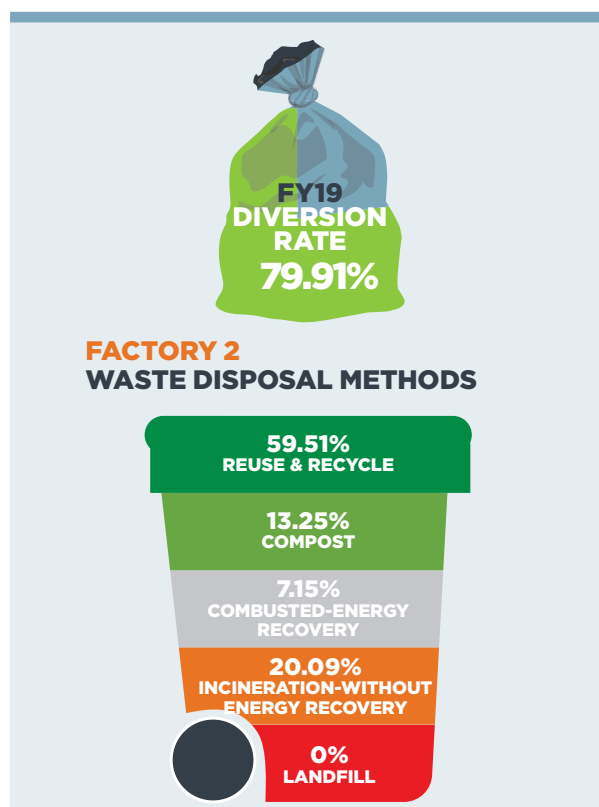 FY19
DIVERSION
RATE
79.91%
FACTORY 2
WASTE DISPOSAL METHODS
59.51%
REUSE & RECYCLE
13.25%
COMPOST
7.15%
COMBUSTED-ENERGY
RECOVERY
20.09%
INCINERATION-WITHOUT
ENERGY RECOVERY
0%
LANDFILL